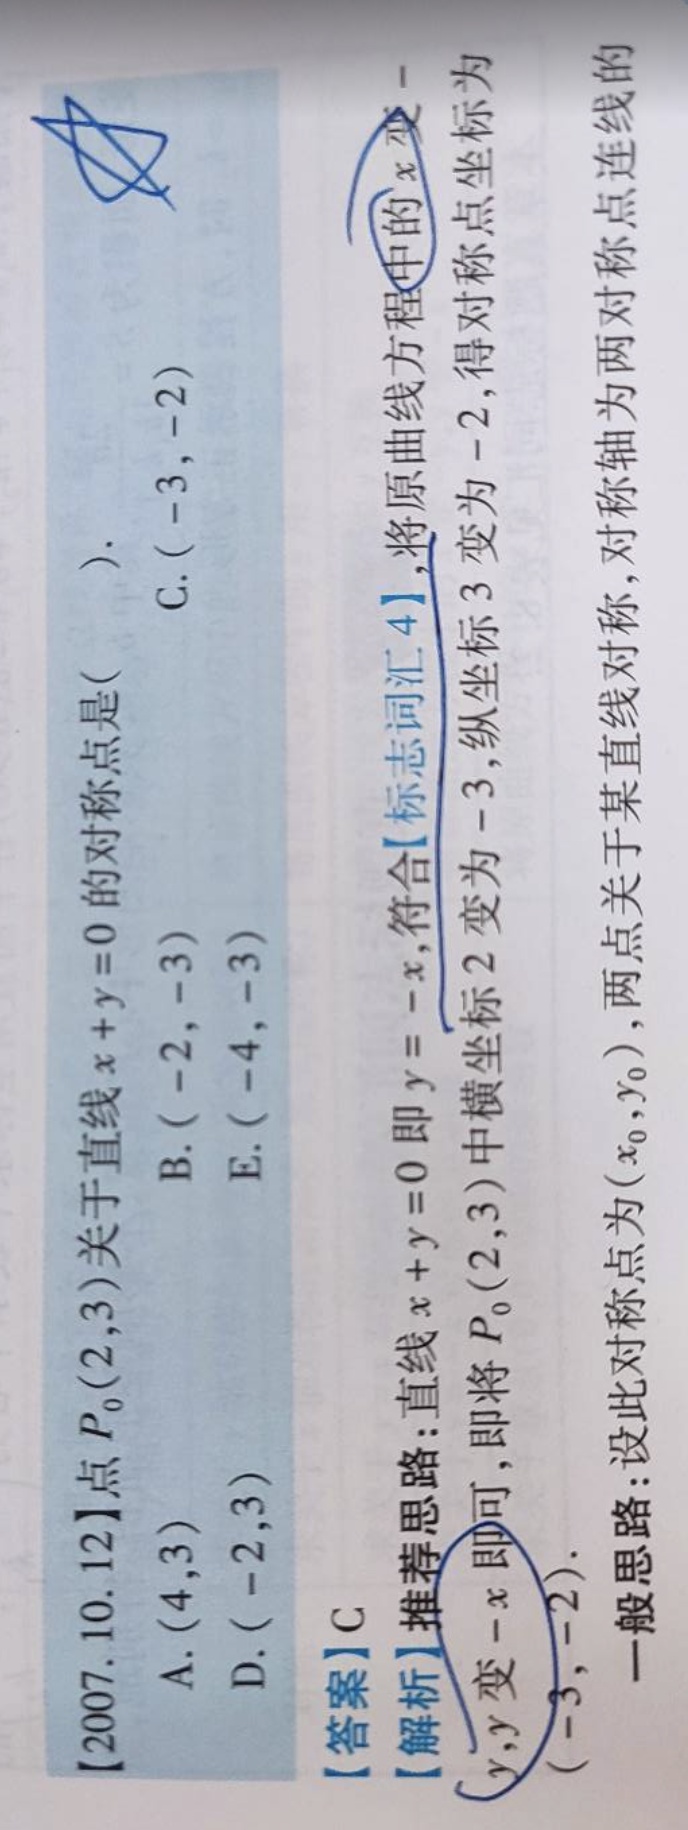 【2007.10.12】点 P₀(2,3)关于直线 x+y=0 的对称点是(  ).
A.(4,3) B.(-2,-3) C.(-3,-2)
D.(-2,3) E.(-4,-3)
【答案】C
【解析】推荐思路:直线 x+y=0 即 y=-x,符合【标志词汇 4】,将原曲线方程中的 x 变-
y,y 变-x 即可,即将 P₀(2,3)中横坐标 2 变为-3,纵坐标 3 变为-2,得对称点坐标为
(-3,-2).
一般思路:设此对称点为(x₀,y₀),两点关于某直线对称,对称轴为两对称点连线的